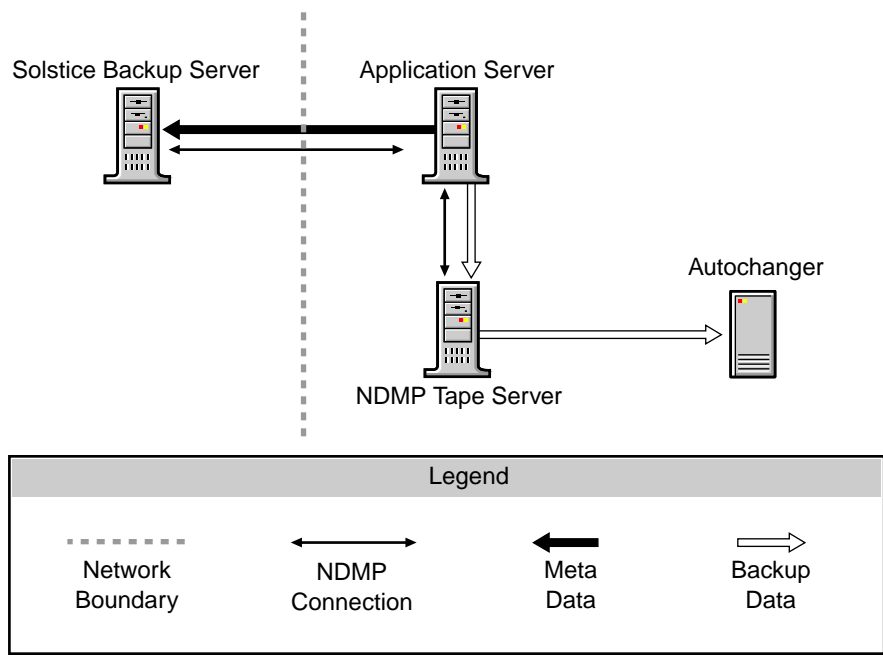 Solstice Backup Server
Application Server
Autochanger
NDMP Tape Server
Legend
Network
Boundary
NDMP
Connection
Meta
Data
Backup
Data